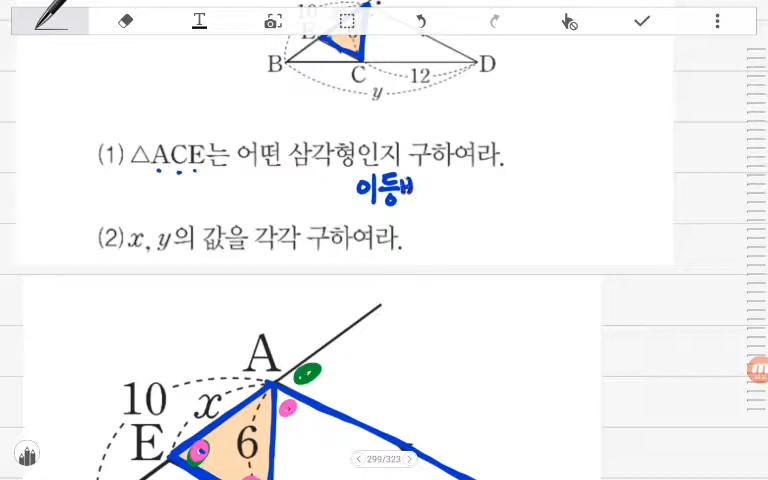 T
10
E
B
C
12
D
y
(1) △ACE는 어떤 삼각형인지 구하여라.
이등
(2) x, y의 값을 각각 구하여라.
A
10
x
E
6
299/323